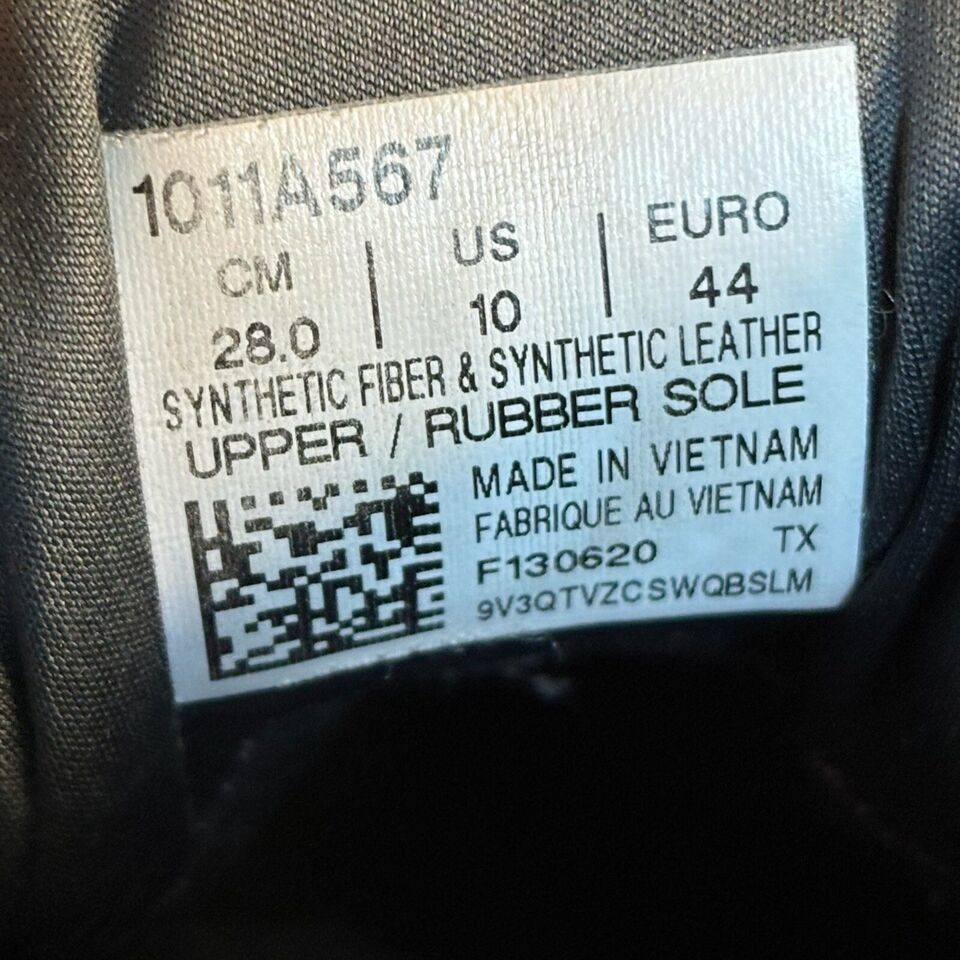 1011A567
CM | US | EURO
28.0 | 10 | 44
SYNTHETIC FIBER & SYNTHETIC LEATHER
UPPER / RUBBER SOLE
MADE IN VIETNAM
FABRIQUE AU VIETNAM
F130620 TX
9V3QTVZCSWQBSLM